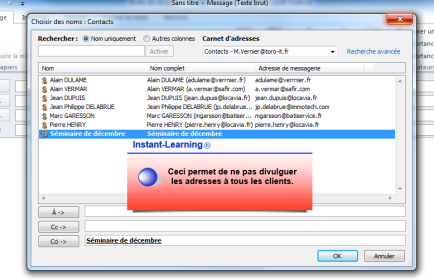 Sans titre - Message (Texte brut)
Choisir des noms : Contacts
Rechercher : Nom uniquement Autres colonnes Carnet d'adresses
Activer Contacts - M.Vernier@toro-it.fr Recherche avancée
Nom Nom complet Adresse de messagerie
Alain DULAME Alain DULAME (adulame@vermier.fr) adulame@vermier.fr
Alain VERMAR Alain VERMAR (a.vermar@safir.com) a.vermar@safir.com
Jean DUPUIS Jean DUPUIS (jean.dupuis@locavia.fr) jean.dupuis@locavia.fr
Jean Philippe DELABRUE Jean Philippe DELABRUE (jp.delabrue... jp.delabrue@immotech.com
Marc GARESSON Marc GARESSON (mgarsson@batiser... mgarsson@batiservice.fr
Pierre HENRY Pierre HENRY (pierre.henry@locavia.fr) pierre.henry@locavia.fr
Séminaire de décembre Séminaire de décembre
Instant-Learning ®
Ceci permet de ne pas divulguer
les adresses à tous les clients.
À ->
Cc ->
Cci -> Séminaire de décembre
OK Annuler